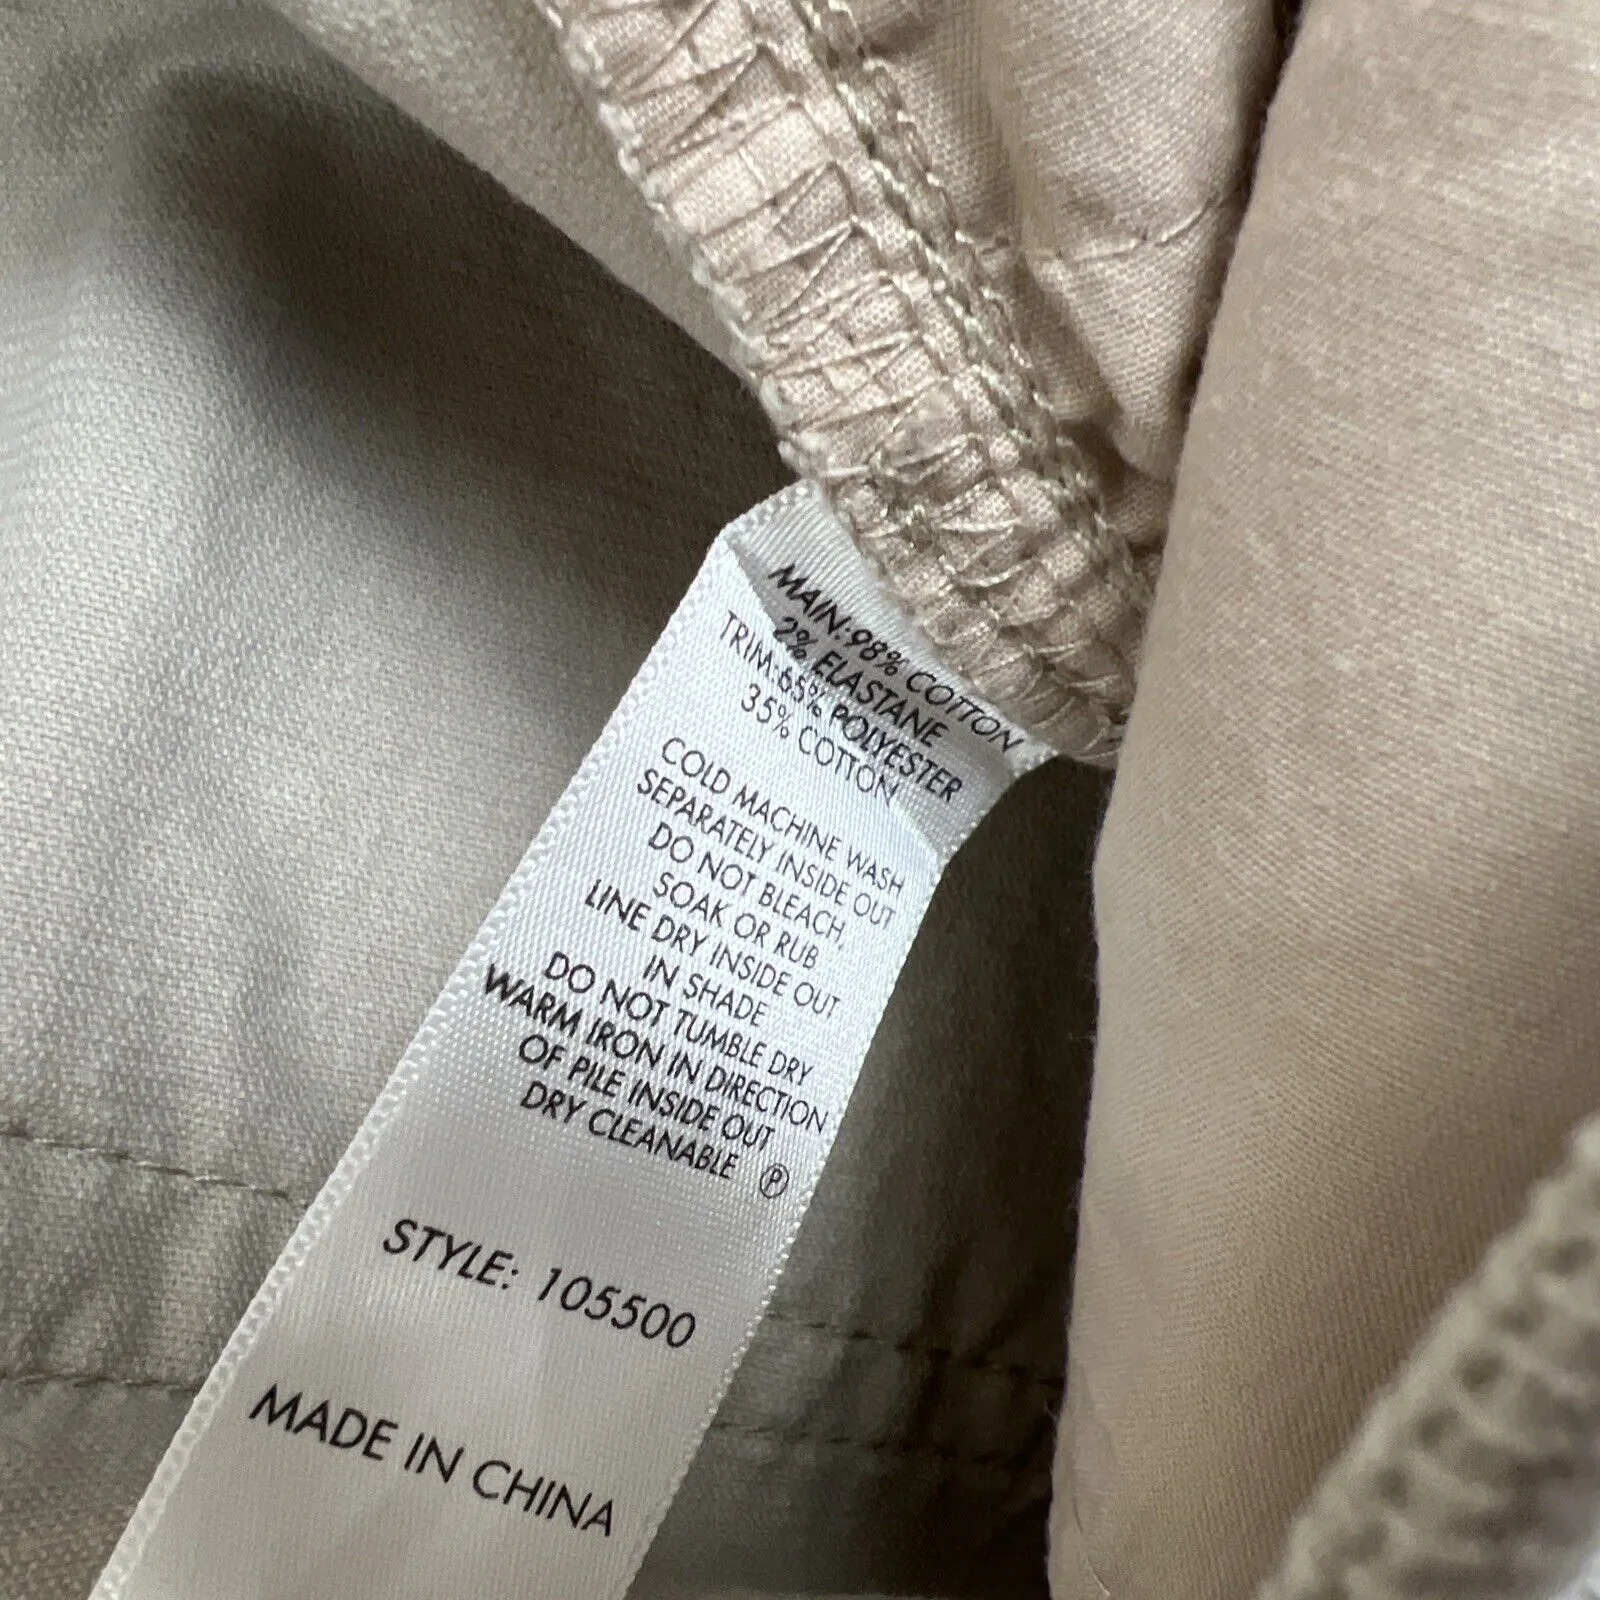 MAIN:98% COTTON
2% ELASTANE
TRIM:65% POLYESTER
35% COTTON
COLD MACHINE WASH
SEPARATELY INSIDE OUT
DO NOT BLEACH,
SOAK OR RUB
LINE DRY INSIDE OUT
IN SHADE
DO NOT TUMBLE DRY
WARM IRON IN DIRECTION
OF PILE INSIDE OUT
DRY CLEANABLE Ⓟ
STYLE: 105500
MADE IN CHINA